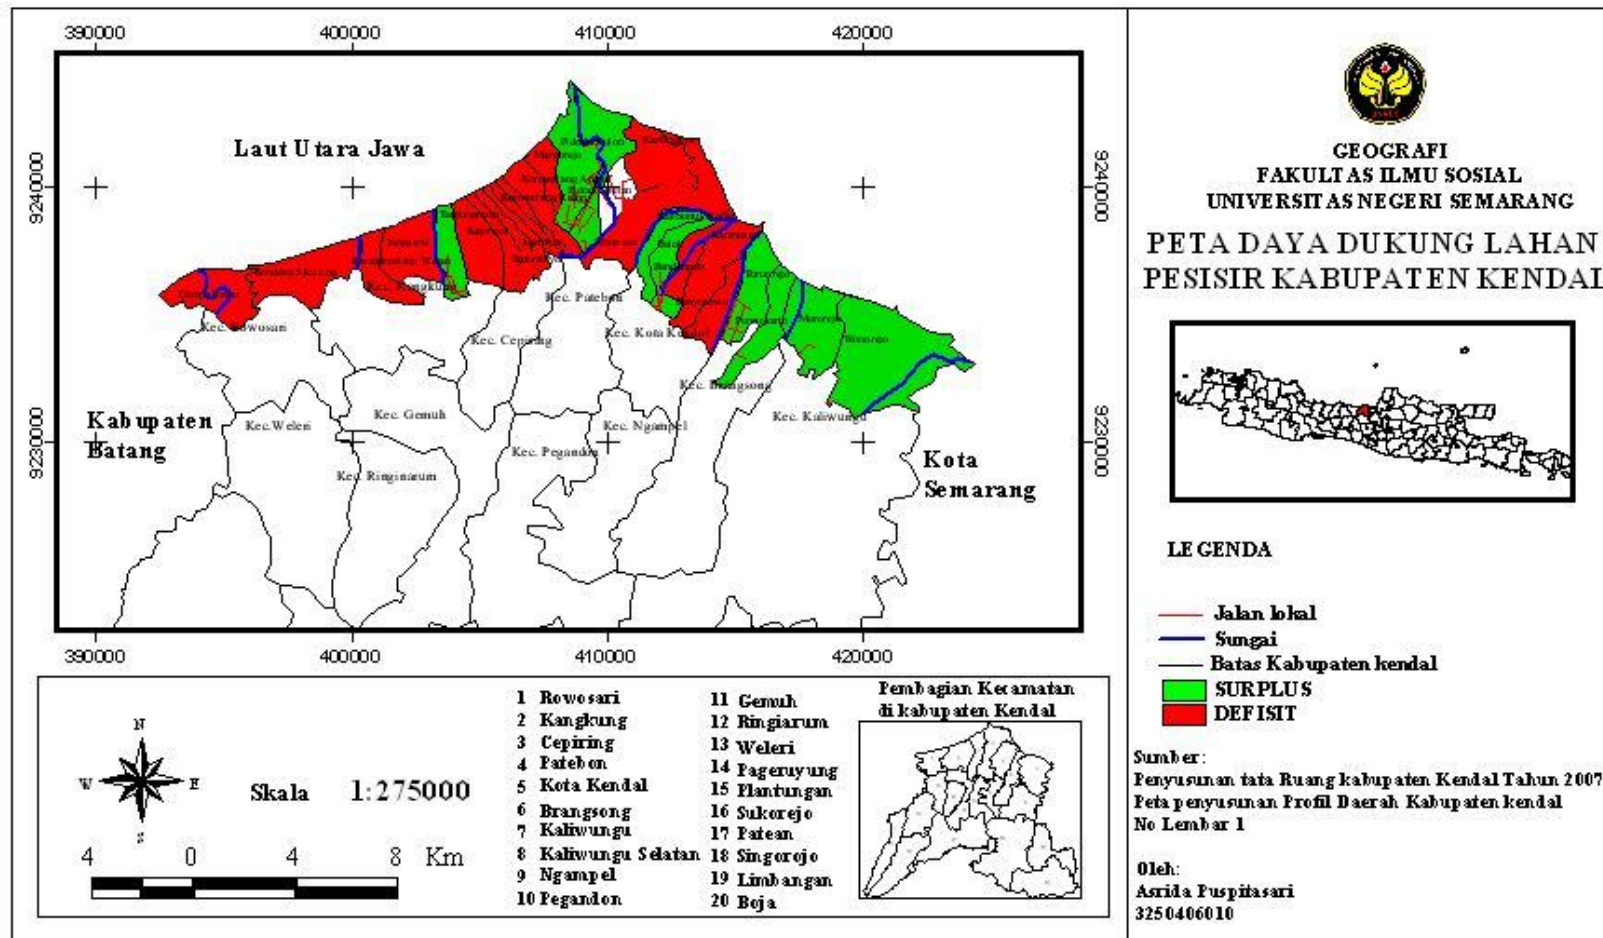 390000 400000 410000 420000
Laut Utara Jawa
9240000
9240000
Kec. Rowosari
Kec. Kangkung
Kec. Cepiring
Kec. Patebon
Kec. Kota Kendal
Kec. Brangsong
Kec. Kaliwungu
Kec. Weleri
Kec. Gemuh
Kec. Ringinarum
Kec. Pegandon
Kec. Ngampel
Kabupaten
Batang
Kota
Semarang
9230000
9230000
390000 400000 410000 420000
N
W E
S
Skala 1:275000
4 0 4 8 Km
1 Rowosari
2 Kangkung
3 Cepiring
4 Patebon
5 Kota Kendal
6 Brangsong
7 Kaliwungu
8 Kaliwungu Selatan
9 Ngampel
10 Pegandon
11 Gemuh
12 Ringiarum
13 Weleri
14 Pageruyung
15 Plantungan
16 Sukorejo
17 Patean
18 Singorojo
19 Limbangan
20 Boja
Pembagian Kecamatan
di kabupaten Kendal
GEOGRAFI
FAKULTAS ILMU SOSIAL
UNIVERSITAS NEGERI SEMARANG
PETA DAYA DUKUNG LAHAN
PESISIR KABUPATEN KENDAL
LEGENDA
Jalan lokal
Sungai
Batas Kabupaten kendal
SURPLUS
DEFISIT
Sumber:
Penyusunan tata Ruang kabupaten Kendal Tahun 2007
Peta penyusunan Profil Daerah Kabupaten kendal
No Lembar 1
Oleh:
Asrida Puspitasari
3250406010